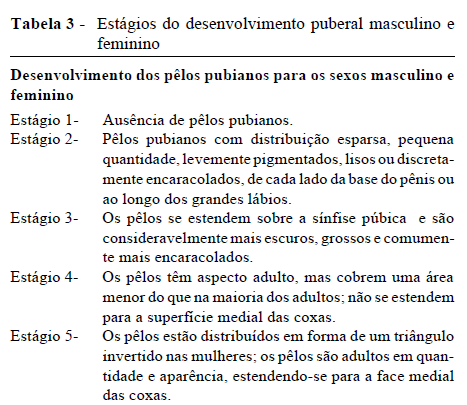 Tabela 3 - Estágios do desenvolvimento puberal masculino e
feminino
Desenvolvimento dos pêlos pubianos para os sexos masculino e
feminino
Estágio 1- Ausência de pêlos pubianos.
Estágio 2- Pêlos pubianos com distribuição esparsa, pequena
quantidade, levemente pigmentados, lisos ou discreta-
mente encaracolados, de cada lado da base do pênis ou
ao longo dos grandes lábios.
Estágio 3- Os pêlos se estendem sobre a sínfise púbica e são
consideravelmente mais escuros, grossos e comumen-
te mais encaracolados.
Estágio 4- Os pêlos têm aspecto adulto, mas cobrem uma área
menor do que na maioria dos adultos; não se estendem
para a superfície medial das coxas.
Estágio 5- Os pêlos estão distribuídos em forma de um triângulo
invertido nas mulheres; os pêlos são adultos em quan-
tidade e aparência, estendendo-se para a face medial
das coxas.